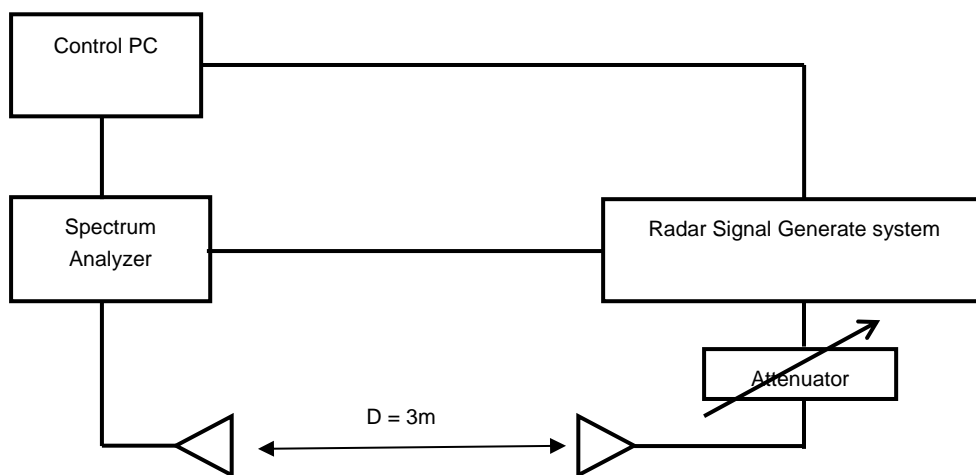 Control PC
Spectrum
Analyzer
Radar Signal Generate system
Attenuator
D = 3m